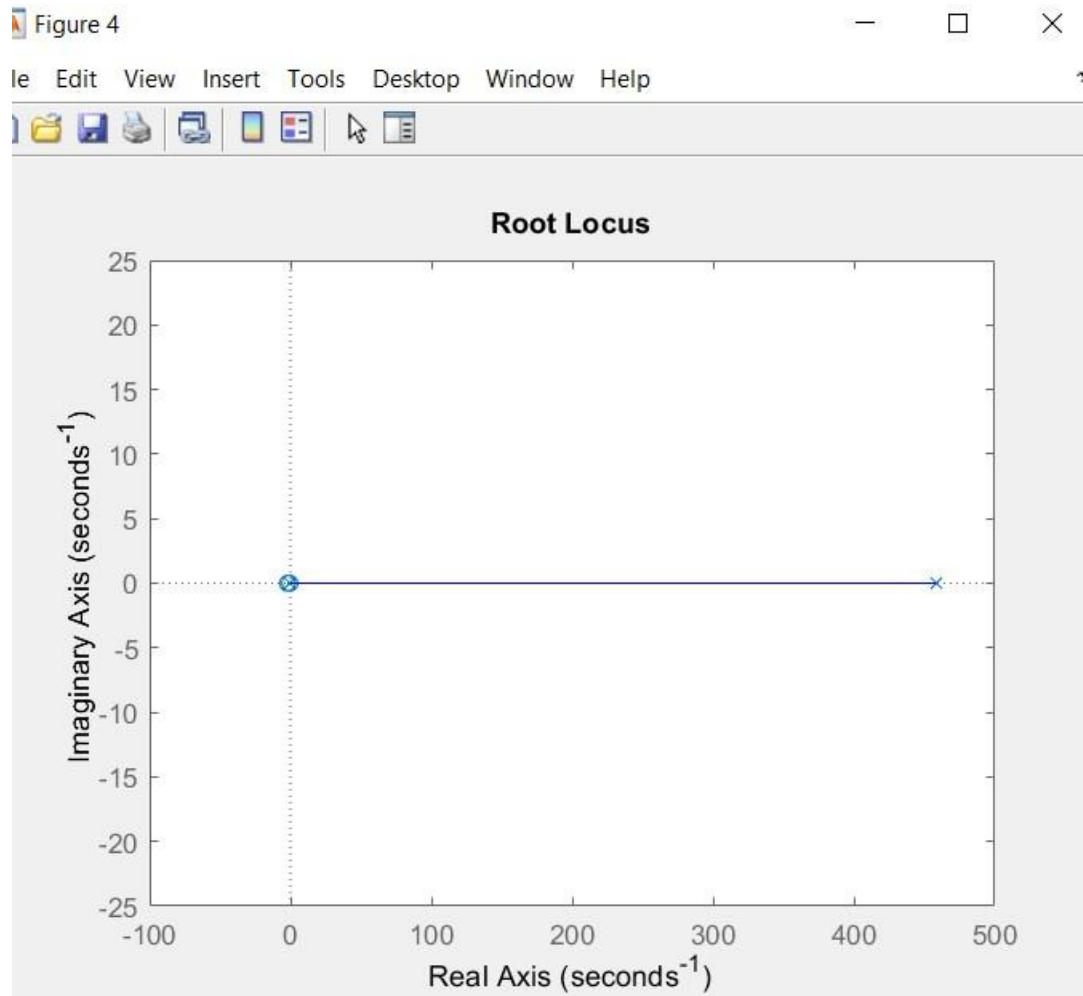 Figure 4
le Edit View Insert Tools Desktop Window Help
Root Locus
25
20
15
10
5
0
-5
-10
-15
-20
-25
Imaginary Axis (seconds⁻¹)
-100 0 100 200 300 400 500
Real Axis (seconds⁻¹)